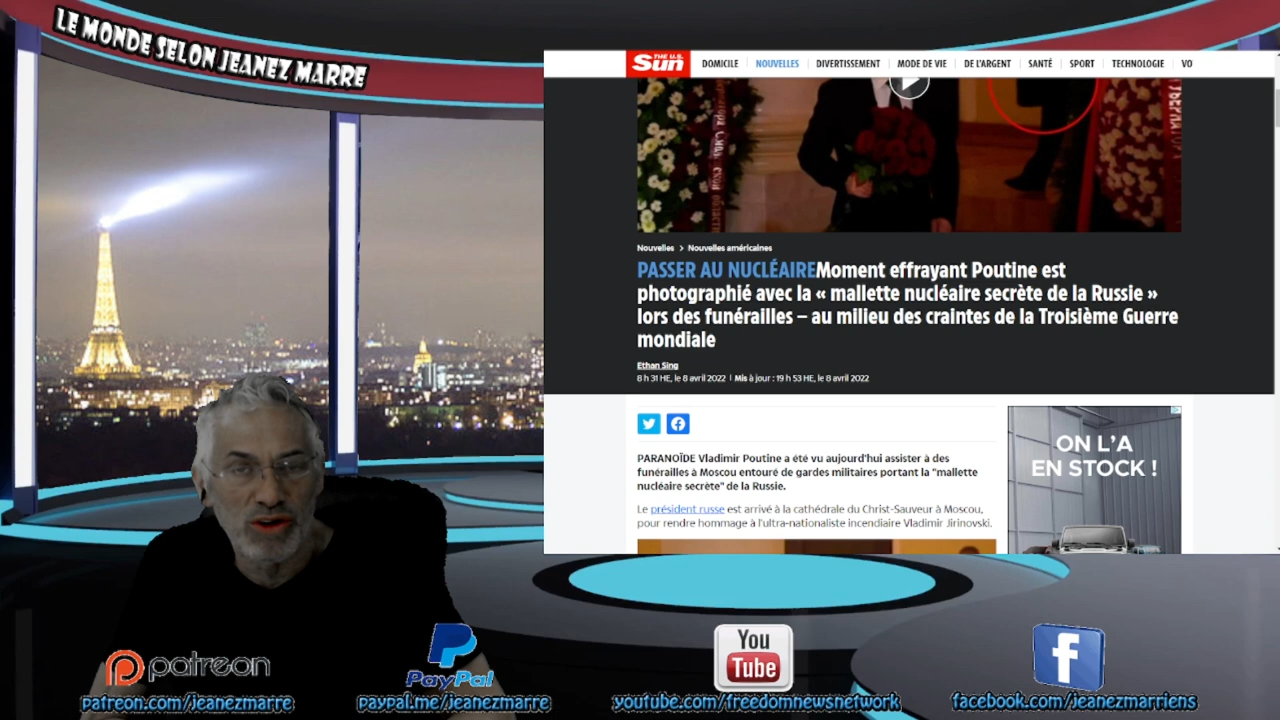 LE MONDE SELON JEANEZ MARRE
THE U.S. Sun
DOMICILE NOUVELLES DIVERTISSEMENT MODE DE VIE DE L'ARGENT SANTÉ SPORT TECHNOLOGIE VO
Nouvelles > Nouvelles américaines
PASSER AU NUCLÉAIREMoment effrayant Poutine est
photographié avec la « mallette nucléaire secrète de la Russie »
lors des funérailles – au milieu des craintes de la Troisième Guerre
mondiale
Ethan Sing
8 h 31 HE, le 8 avril 2022 | Mis à jour : 19 h 53 HE, le 8 avril 2022
PARANOÏDE Vladimir Poutine a été vu aujourd'hui assister à des
funérailles à Moscou entouré de gardes militaires portant la "mallette
nucléaire secrète" de la Russie.
Le président russe est arrivé à la cathédrale du Christ-Sauveur à Moscou,
pour rendre hommage à l'ultra-nationaliste incendiaire Vladimir Jirinovski.
ON L'A
EN STOCK !
patreon
patreon.com/jeanezmarre
PayPal
paypal.me/jeanezmarre
You Tube
youtube.com/freedomnewsnetwork
f
facebook.com/jeanezmarriens